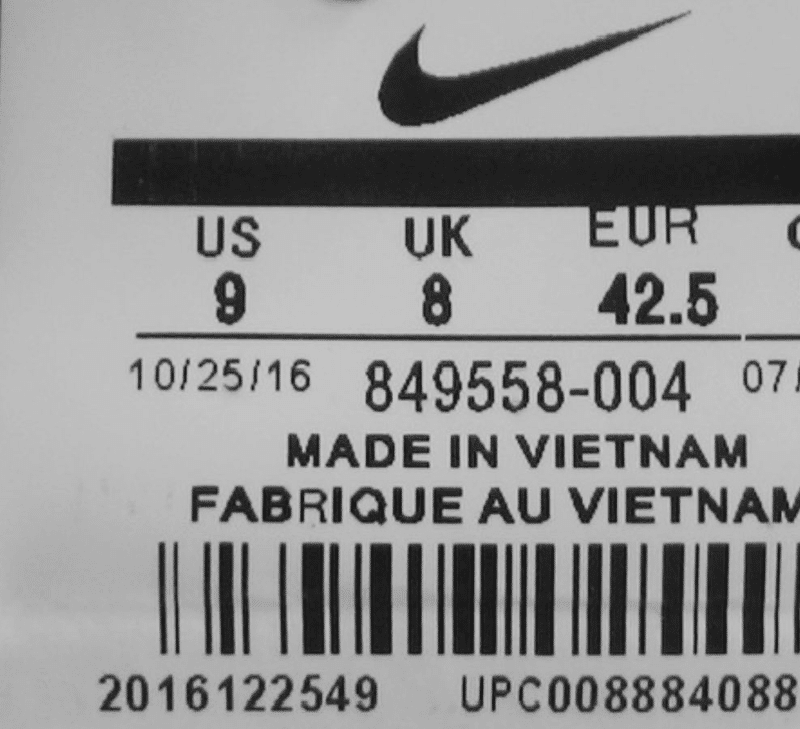 US UK EUR
9 8 42.5
10/25/16 849558-004 07/
MADE IN VIETNAM
FABRIQUE AU VIETNAM
2016122549 UPC008884088